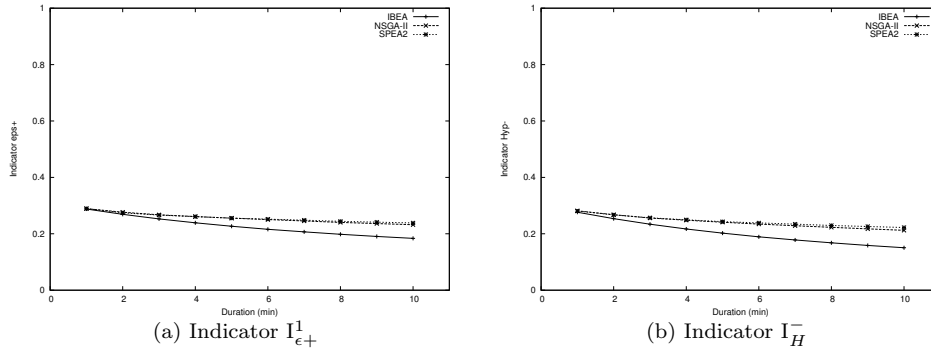 1
0.8
0.6
0.4
0.2
0
0 2 4 6 8 10
Indicator eps+
Duration (min)
IBEA
NSGA-II
SPEA2
(a) Indicator I¹ϵ+
1
0.8
0.6
0.4
0.2
0
0 2 4 6 8 10
Indicator Hyp-
Duration (min)
IBEA
NSGA-II
SPEA2
(b) Indicator I⁻H